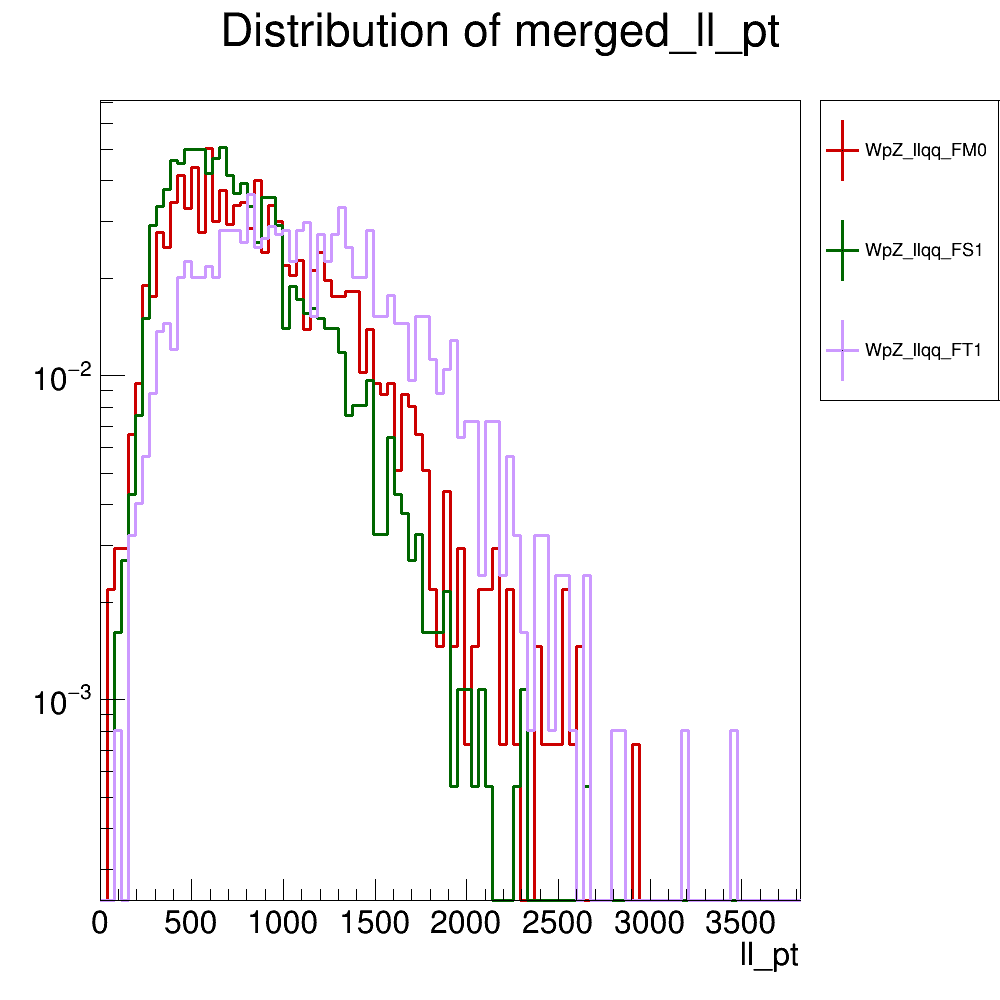 Distribution of merged_ll_pt
WpZ_llqq_FM0
WpZ_llqq_FS1
WpZ_llqq_FT1
10−2
10−3
0 500 1000 1500 2000 2500 3000 3500
ll_pt